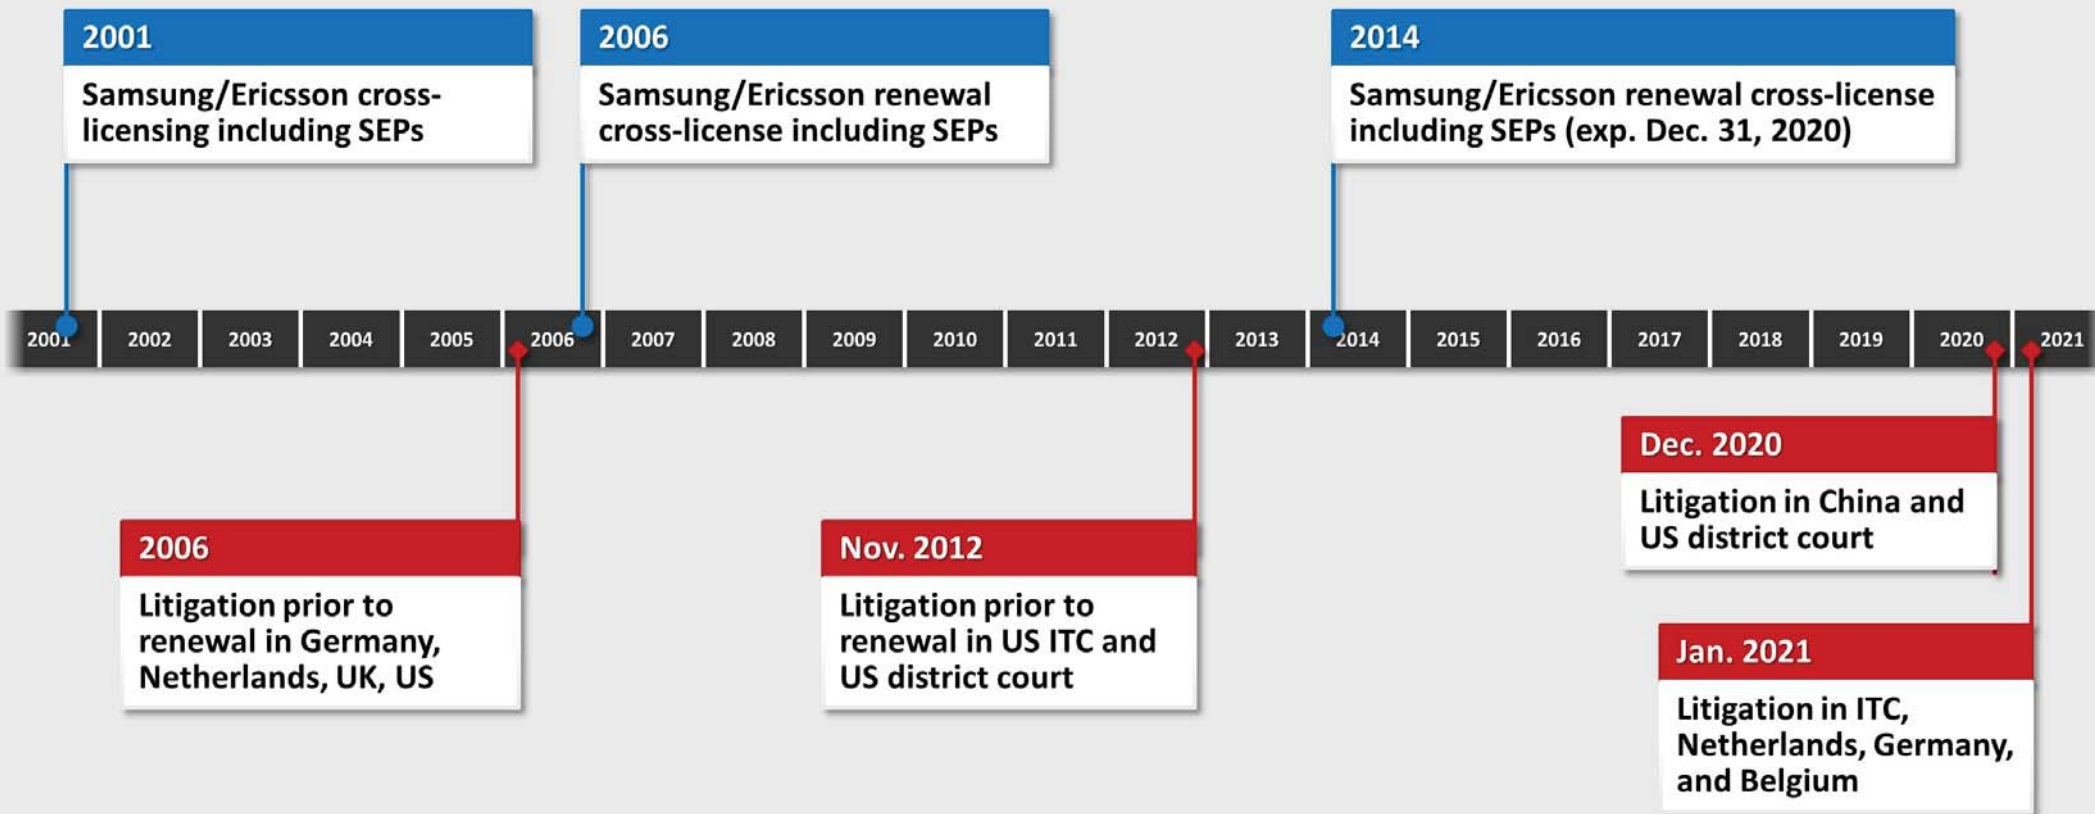 2001
Samsung/Ericsson cross-
licensing including SEPs
2006
Samsung/Ericsson renewal
cross-license including SEPs
2014
Samsung/Ericsson renewal cross-license
including SEPs (exp. Dec. 31, 2020)
2001 2002 2003 2004 2005 2006 2007 2008 2009 2010 2011 2012 2013 2014 2015 2016 2017 2018 2019 2020 2021
2006
Litigation prior to
renewal in Germany,
Netherlands, UK, US
Nov. 2012
Litigation prior to
renewal in US ITC and
US district court
Dec. 2020
Litigation in China and
US district court
Jan. 2021
Litigation in ITC,
Netherlands, Germany,
and Belgium